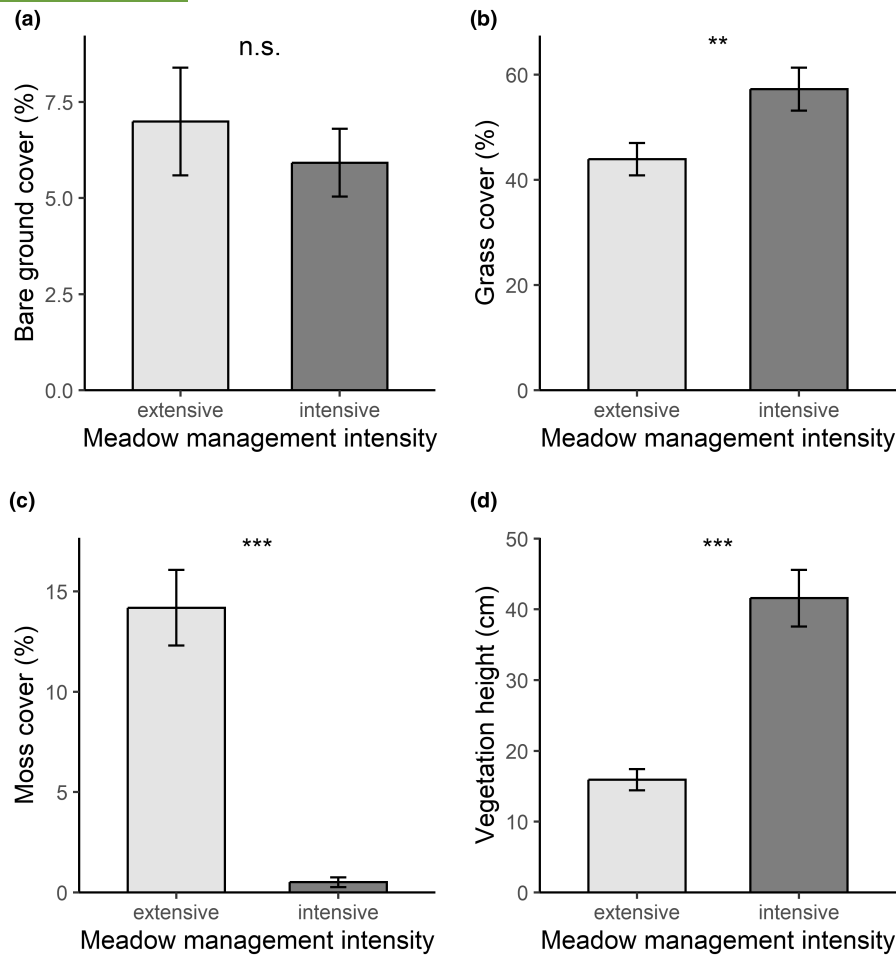 (a)
n.s.
Bare ground cover (%)
7.5
5.0
2.5
0.0
extensive intensive
Meadow management intensity
(b)
**
Grass cover (%)
60
40
20
0
extensive intensive
Meadow management intensity
(c)
***
Moss cover (%)
15
10
5
0
extensive intensive
Meadow management intensity
(d)
***
Vegetation height (cm)
50
40
30
20
10
0
extensive intensive
Meadow management intensity